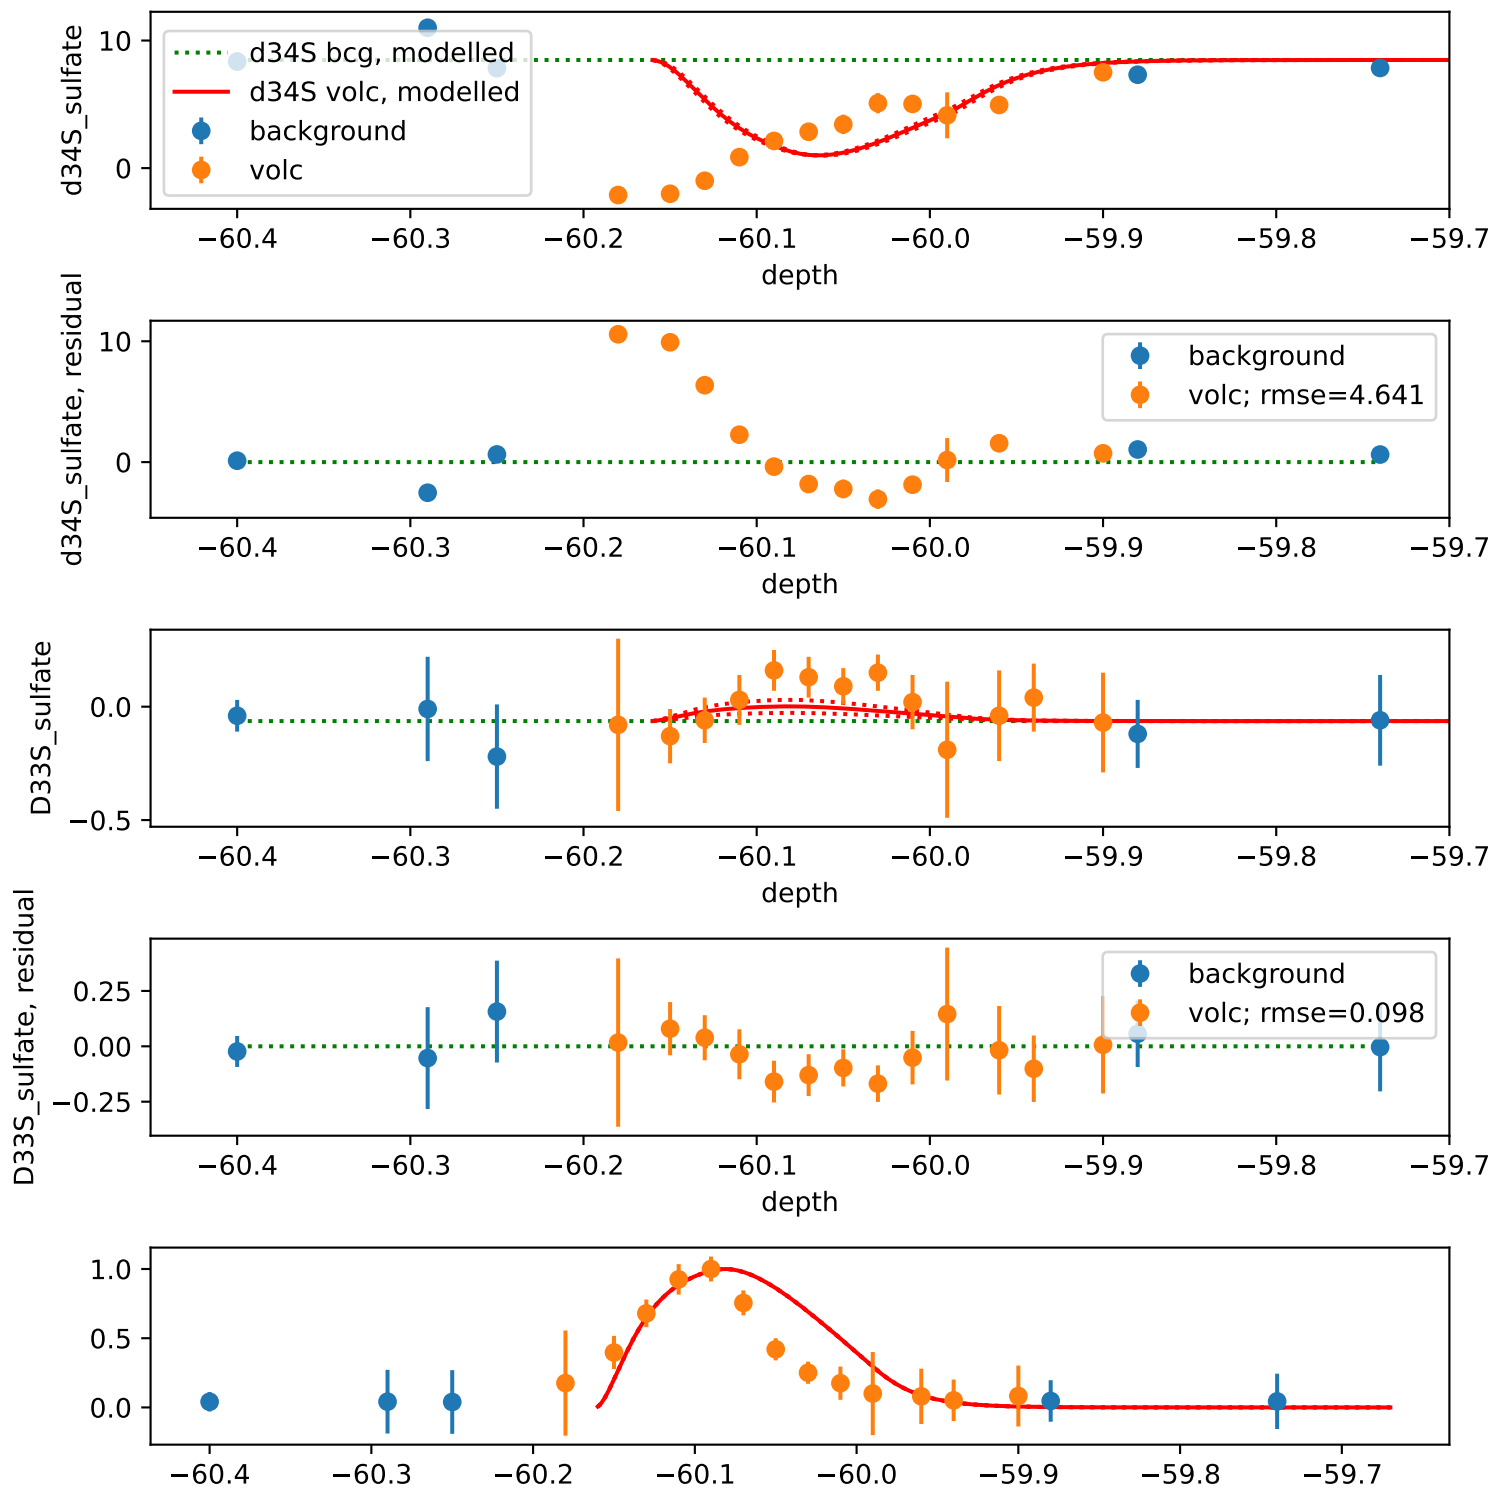 d34S_sulfate
10
0
d34S bcg, modelled
d34S volc, modelled
background
volc
−60.4 −60.3 −60.2 −60.1 −60.0 −59.9 −59.8 −59.7
depth
d34S_sulfate, residual
10
0
background
volc; rmse=4.641
−60.4 −60.3 −60.2 −60.1 −60.0 −59.9 −59.8 −59.7
depth
D33S_sulfate
0.0
−0.5
−60.4 −60.3 −60.2 −60.1 −60.0 −59.9 −59.8 −59.7
depth
D33S_sulfate, residual
0.25
0.00
−0.25
background
volc; rmse=0.098
−60.4 −60.3 −60.2 −60.1 −60.0 −59.9 −59.8 −59.7
depth
1.0
0.5
0.0
−60.4 −60.3 −60.2 −60.1 −60.0 −59.9 −59.8 −59.7